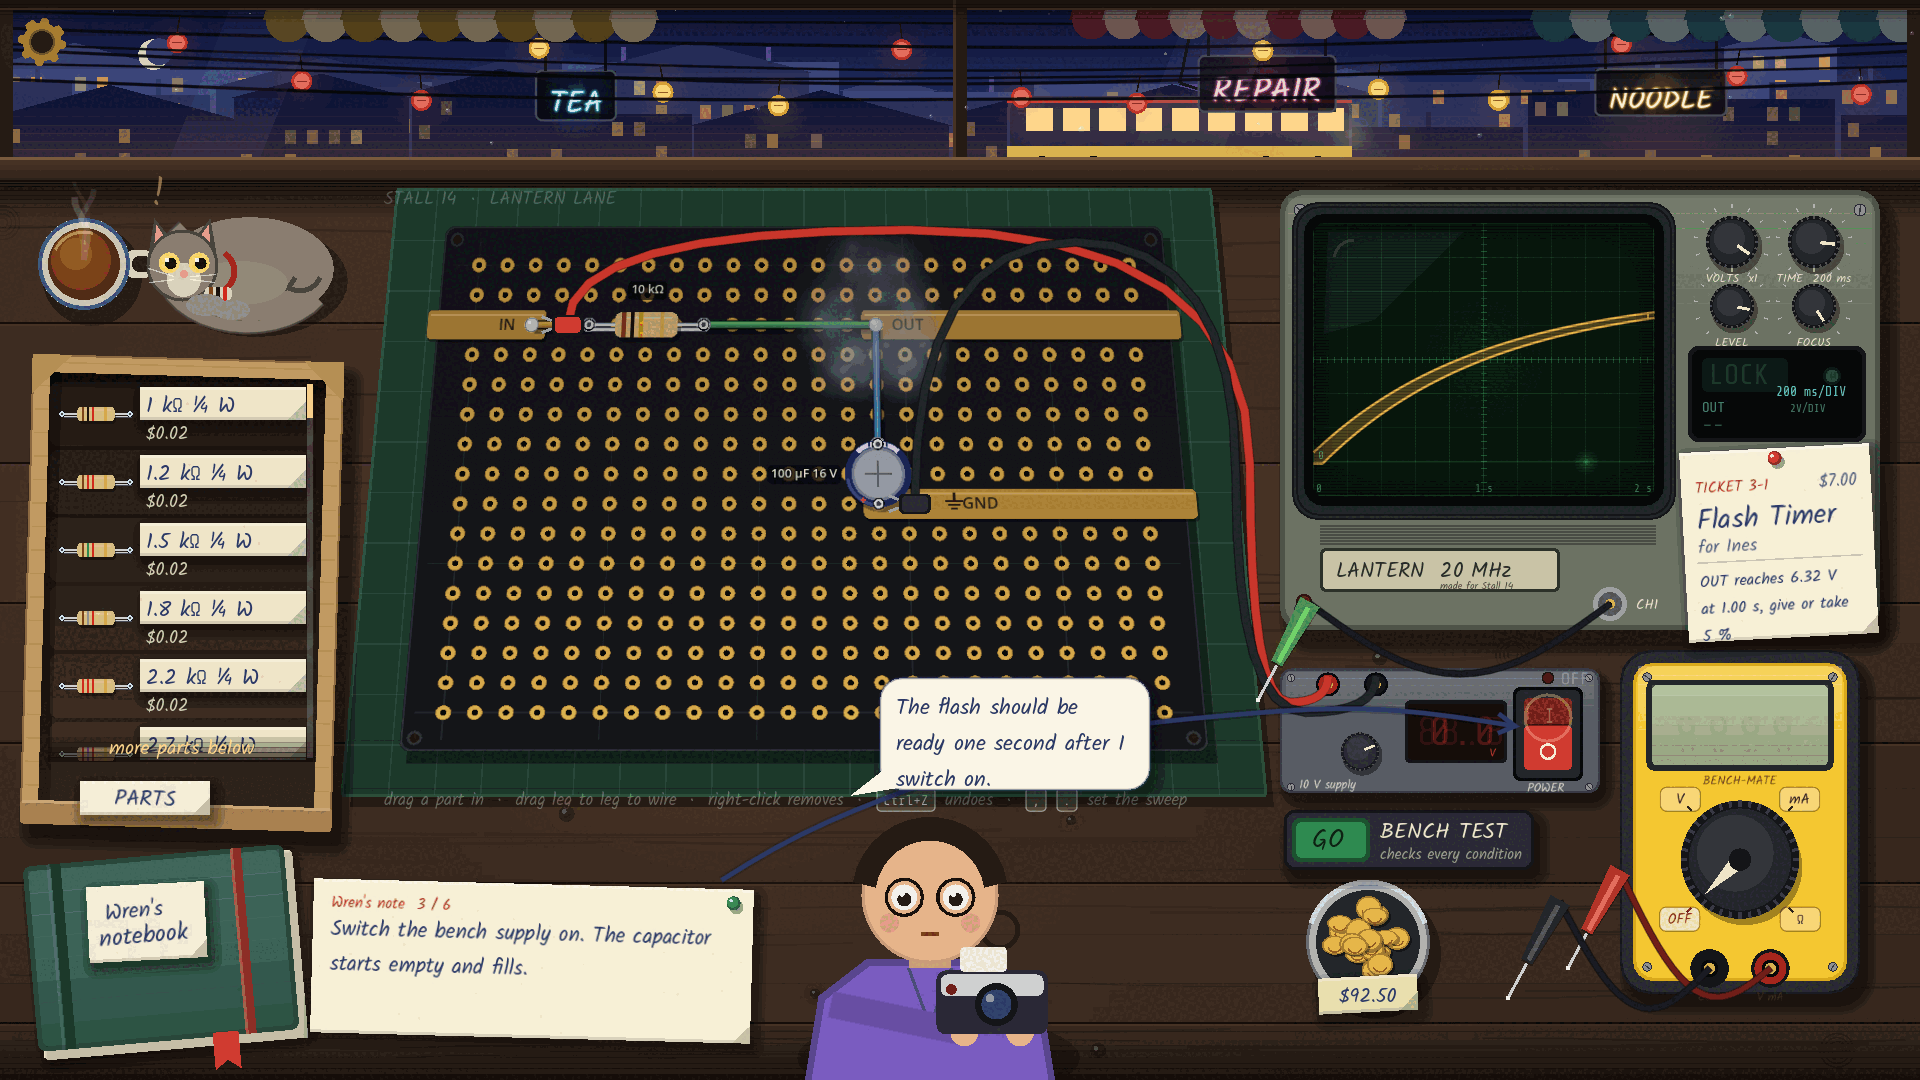 TEA
REPAIR
NOODLE
STALL 14 · LANTERN LANE
10 kΩ
IN
OUT
100 µF 16 V
GND
1 kΩ ¼ W
$0.02
1.2 kΩ ¼ W
$0.02
1.5 kΩ ¼ W
$0.02
1.8 kΩ ¼ W
$0.02
2.2 kΩ ¼ W
$0.02
more parts below
PARTS
drag a part in · drag leg to leg to wire · right-click removes · Ctrl+Z undoes · , . set the sweep
The flash should be
ready one second after I
switch on.
Wren's
notebook
Wren's note 3 / 6
Switch the bench supply on. The capacitor
starts empty and fills.
0
0
1 s
2 s
VOLTS x1
TIME 200 ms
LEVEL
FOCUS
LOCK
200 ms/DIV
OUT
2V/DIV
--
LANTERN 20 MHz
made for Stall 14
CH1
TICKET 3-1
$7.00
Flash Timer
for Ines
OUT reaches 6.32 V
at 1.00 s, give or take
5 %
OFF
0.0
V
I
10 V supply
POWER
GO
BENCH TEST
checks every condition
$92.50
BENCH-MATE
V
mA
OFF
Ω